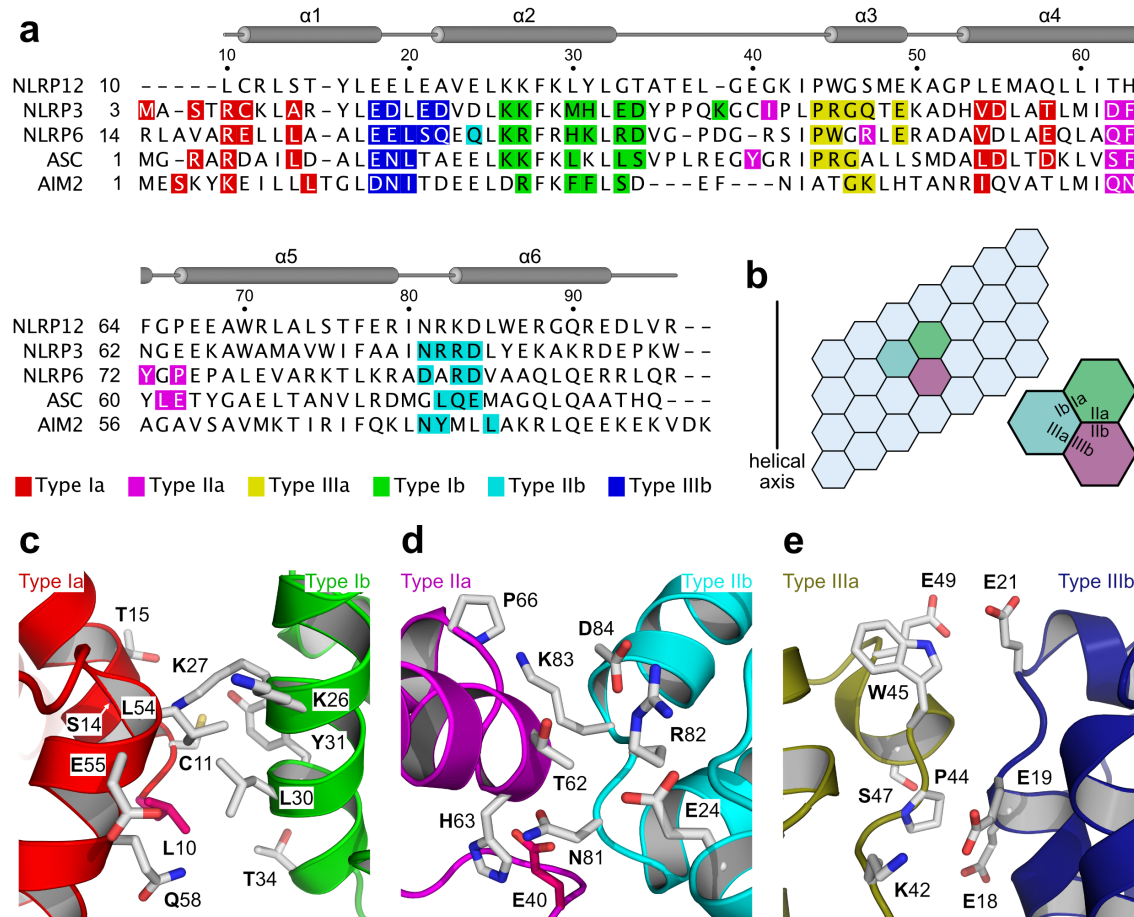 a
α1 α2 α3 α4
10 20 30 40 50 60
NLRP12 10 - - - - - L C R L S T - Y L E E L E A V E L K K F K L Y L G T A T E L - G E G K I P W G S M E K A G P L E M A Q L L I T H
NLRP3 3 M A - S T R C K L A R - Y L E D L E D V D L K K F K M H L E D Y P P Q K G C I P L P R G Q T E K A D H V D L A T L M I D F
NLRP6 14 R L A V A R E L L L A - A L E E L S Q E Q L K R F R H K L R D V G - P D G - R S I P W G R L E R A D A V D L A E Q L A Q F
ASC 1 M G - R A R D A I L D - A L E N L T A E E L K K F K L K L L S V P L R E G Y G R I P R G A L L S M D A L D L T D K L V S F
AIM2 1 M E S K Y K E I L L L T G L D N I T D E E L D R F K F F L S D - - - E F - - N I A T G K L H T A N R I Q V A T L M I Q N
α5 α6
70 80 90
NLRP12 64 F G P E E A W R L A L S T F E R I N R K D L W E R G Q R E D L V R - -
NLRP3 62 N G E E K A W A M A V W I F A A I N R R D L Y E K A K R D E P K W - -
NLRP6 72 Y G P E P A L E V A R K T L K R A D A R D V A A Q L Q E R R L Q R - -
ASC 60 Y L E T Y G A E L T A N V L R D M G L Q E M A G Q L Q A A T H Q - - -
AIM2 56 A G A V S A V M K T I R I F Q K L N Y M L L A K R L Q E E K E K V D K
Type Ia Type IIa Type IIIa Type Ib Type IIb Type IIIb
b
helical
axis
Ib Ia
IIa
IIb
IIIa IIIb
c
Type Ia Type Ib
T15
K27
K26
L54
S14
Y31
C11
E55
L30
L10
T34
Q58
d
Type IIa Type IIb
P66
D84
K83
R82
T62
E24
H63
N81
E40
e
Type IIIa Type IIIb
E49 E21
W45
P44
E19
S47
K42
E18